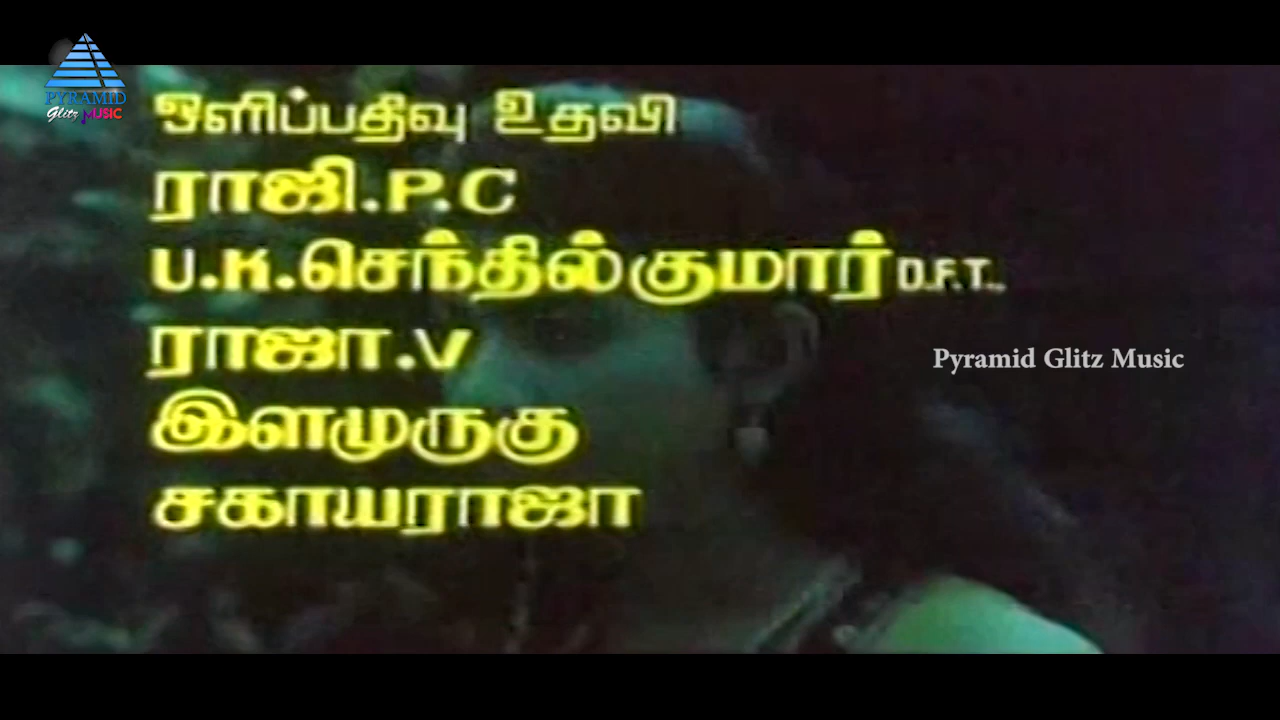 PYRAMID
Glitz MUSIC
ஒளிப்பதிவு உதவி
ராஜி.P.C
U.K.செந்தில்குமார் D.F.T.,
ராஜா.V
Pyramid Glitz Music
இளமுருகு
சகாயராஜா